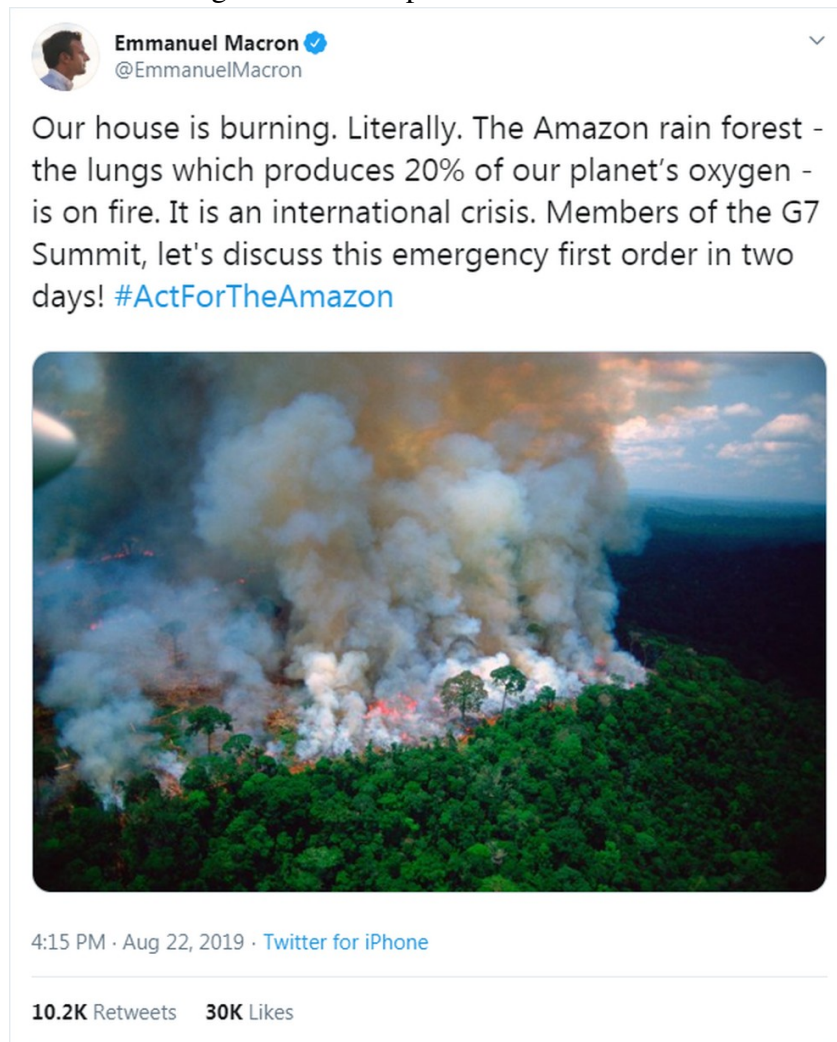 Emmanuel Macron
@EmmanuelMacron
Our house is burning. Literally. The Amazon rain forest -
the lungs which produces 20% of our planet's oxygen -
is on fire. It is an international crisis. Members of the G7
Summit, let's discuss this emergency first order in two
days! #ActForTheAmazon
4:15 PM · Aug 22, 2019 · Twitter for iPhone
10.2K Retweets 30K Likes